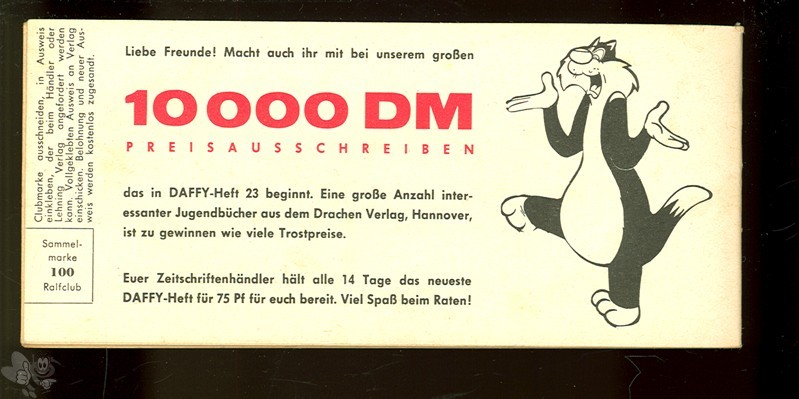 Clubmarke ausschneiden, in Ausweis
einkleben, der beim Händler oder
Lehning Verlag angefordert werden
kann. Vollgeklebten Ausweis an Verlag
einschicken. Belohnung und neuer Aus-
weis werden kostenlos zugesandt.
Sammel-
marke
100
Ralfclub
Liebe Freunde! Macht auch ihr mit bei unserem großen
10 000 DM
PREISAUSSCHREIBEN
das in DAFFY-Heft 23 beginnt. Eine große Anzahl inter-
essanter Jugendbücher aus dem Drachen Verlag, Hannover,
ist zu gewinnen wie viele Trostpreise.
Euer Zeitschriftenhändler hält alle 14 Tage das neueste
DAFFY-Heft für 75 Pf für euch bereit. Viel Spaß beim Raten!